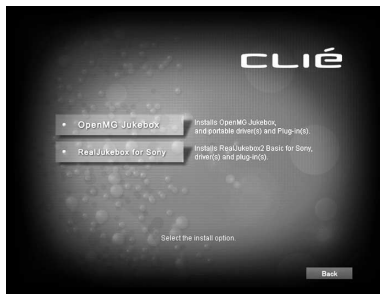 CLIÉ
OpenMG Jukebox
Installs OpenMG Jukebox,
and portable driver(s) and Plug-in(s).
RealJukebox for Sony
Installs RealJukebox2 Basic for Sony,
driver(s) and plug-in(s).
Select the install option.
Back